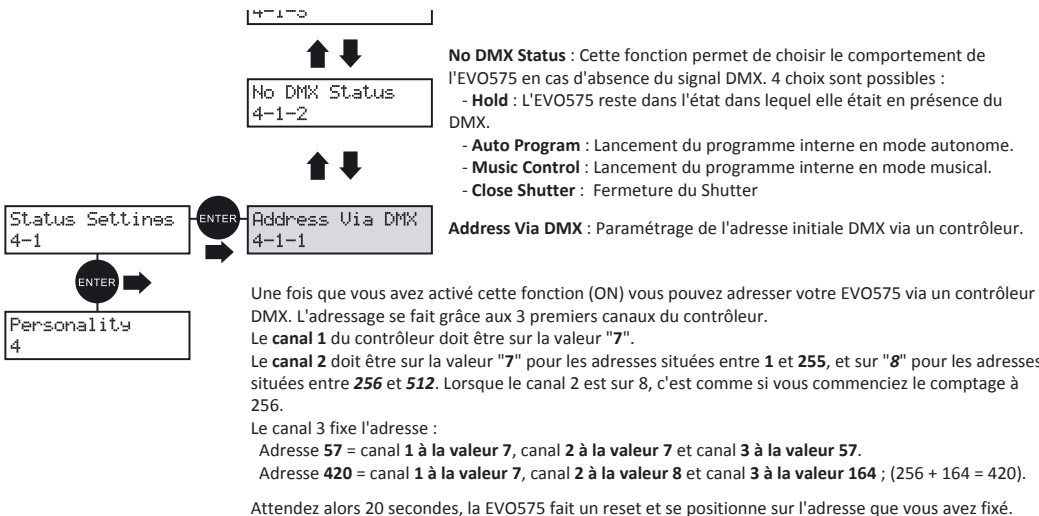 4-1-3
No DMX Status
4-1-2
No DMX Status : Cette fonction permet de choisir le comportement de
l'EVO575 en cas d'absence du signal DMX. 4 choix sont possibles :
- Hold : L'EVO575 reste dans l'état dans lequel elle était en présence du
DMX.
- Auto Program : Lancement du programme interne en mode autonome.
- Music Control : Lancement du programme interne en mode musical.
- Close Shutter : Fermeture du Shutter
Status Settings
4-1
ENTER
Address Via DMX
4-1-1
Address Via DMX : Paramétrage de l'adresse initiale DMX via un contrôleur.
ENTER
Personality
4
Une fois que vous avez activé cette fonction (ON) vous pouvez adresser votre EVO575 via un contrôleur
DMX. L'adressage se fait grâce aux 3 premiers canaux du contrôleur.
Le canal 1 du contrôleur doit être sur la valeur "7".
Le canal 2 doit être sur la valeur "7" pour les adresses situées entre 1 et 255, et sur "8" pour les adresses
situées entre 256 et 512. Lorsque le canal 2 est sur 8, c'est comme si vous commenciez le comptage à
256.
Le canal 3 fixe l'adresse :
Adresse 57 = canal 1 à la valeur 7, canal 2 à la valeur 7 et canal 3 à la valeur 57.
Adresse 420 = canal 1 à la valeur 7, canal 2 à la valeur 8 et canal 3 à la valeur 164 ; (256 + 164 = 420).
Attendez alors 20 secondes, la EVO575 fait un reset et se positionne sur l'adresse que vous avez fixé.